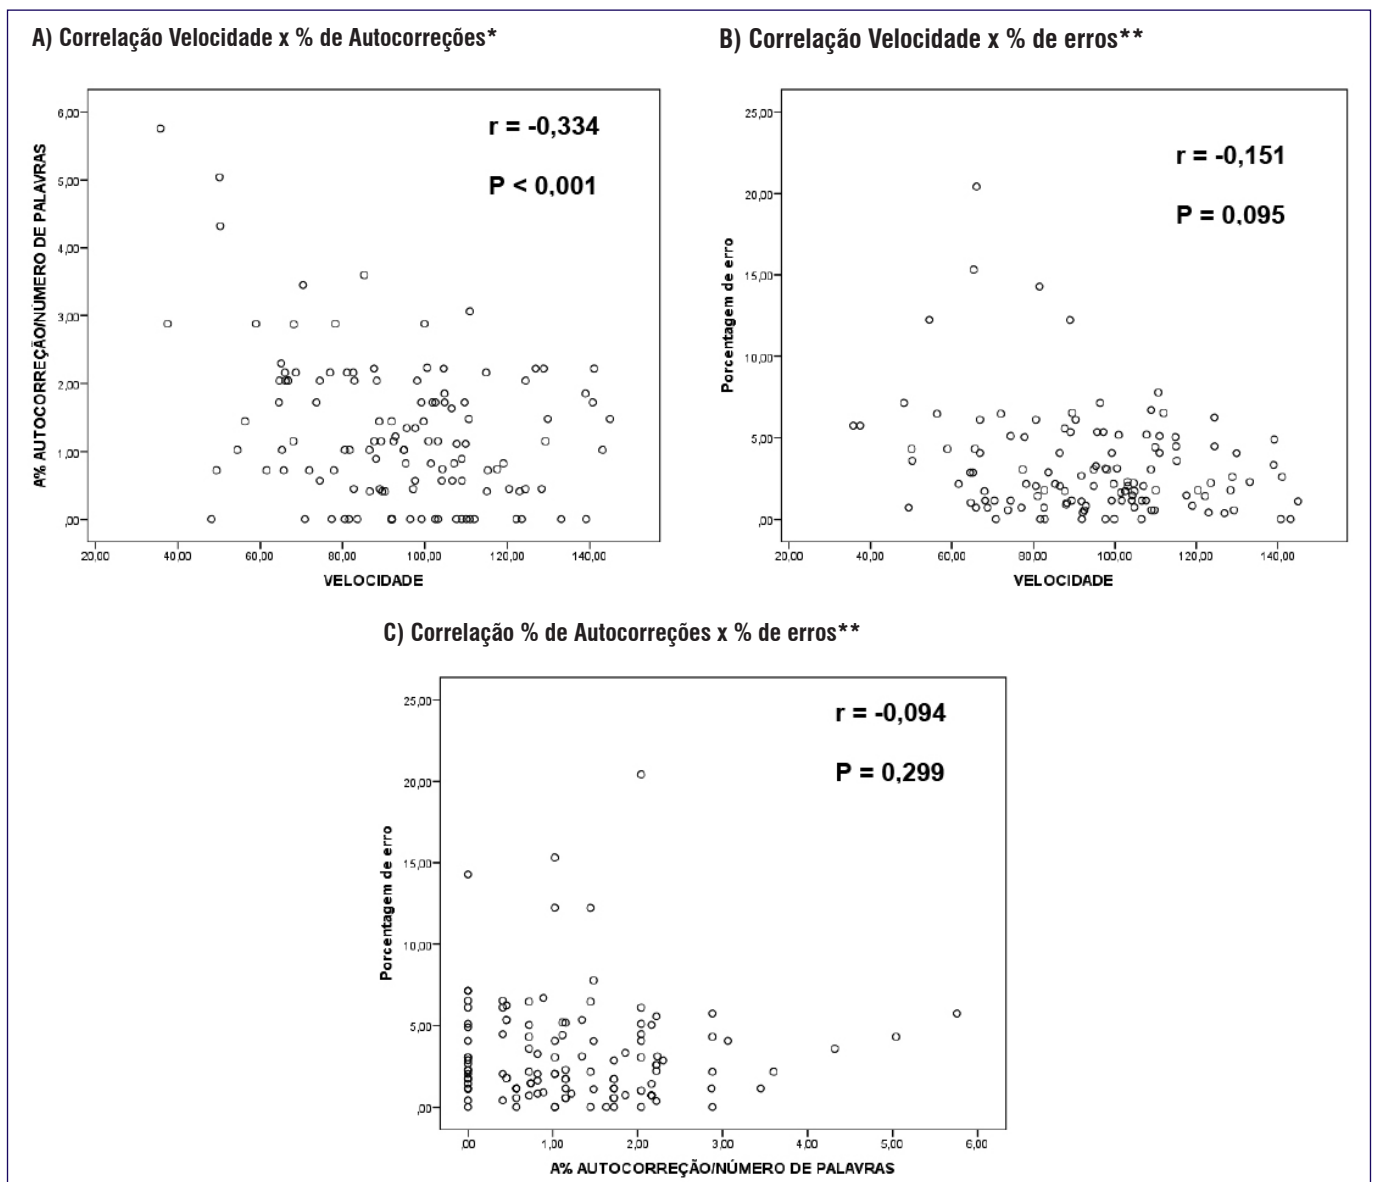 A) Correlação Velocidade x % de Autocorreções*
6,00
5,00
4,00
3,00
2,00
1,00
,00
A% AUTOCORREÇÃO/NÚMERO DE PALAVRAS
r = -0,334
P < 0,001
20,00 40,00 60,00 80,00 100,00 120,00 140,00
VELOCIDADE
B) Correlação Velocidade x % de erros**
25,00
20,00
15,00
10,00
5,00
,00
Porcentagem de erro
r = -0,151
P = 0,095
20,00 40,00 60,00 80,00 100,00 120,00 140,00
VELOCIDADE
C) Correlação % de Autocorreções x % de erros**
25,00
20,00
15,00
10,00
5,00
,00
Porcentagem de erro
r = -0,094
P = 0,299
,00 1,00 2,00 3,00 4,00 5,00 6,00
A% AUTOCORREÇÃO/NÚMERO DE PALAVRAS